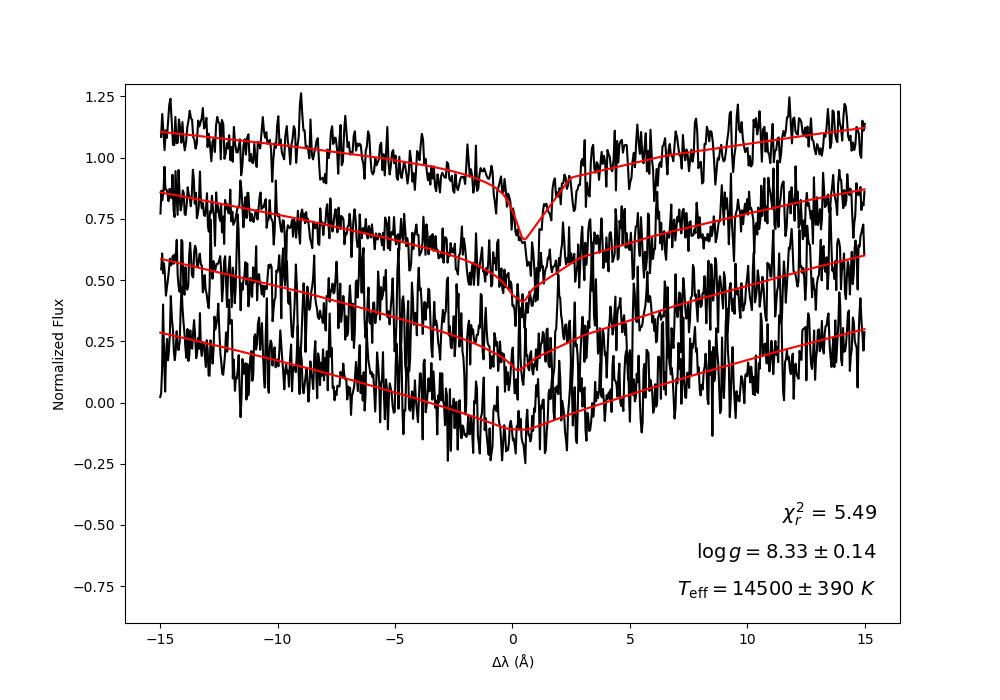 1.25
1.00
0.75
0.50
0.25
0.00
−0.25
−0.50
−0.75
Normalized Flux
χ²ᵣ = 5.49
log g = 8.33 ± 0.14
T_eff = 14500 ± 390 K
−15 −10 −5 0 5 10 15
Δλ (Å)